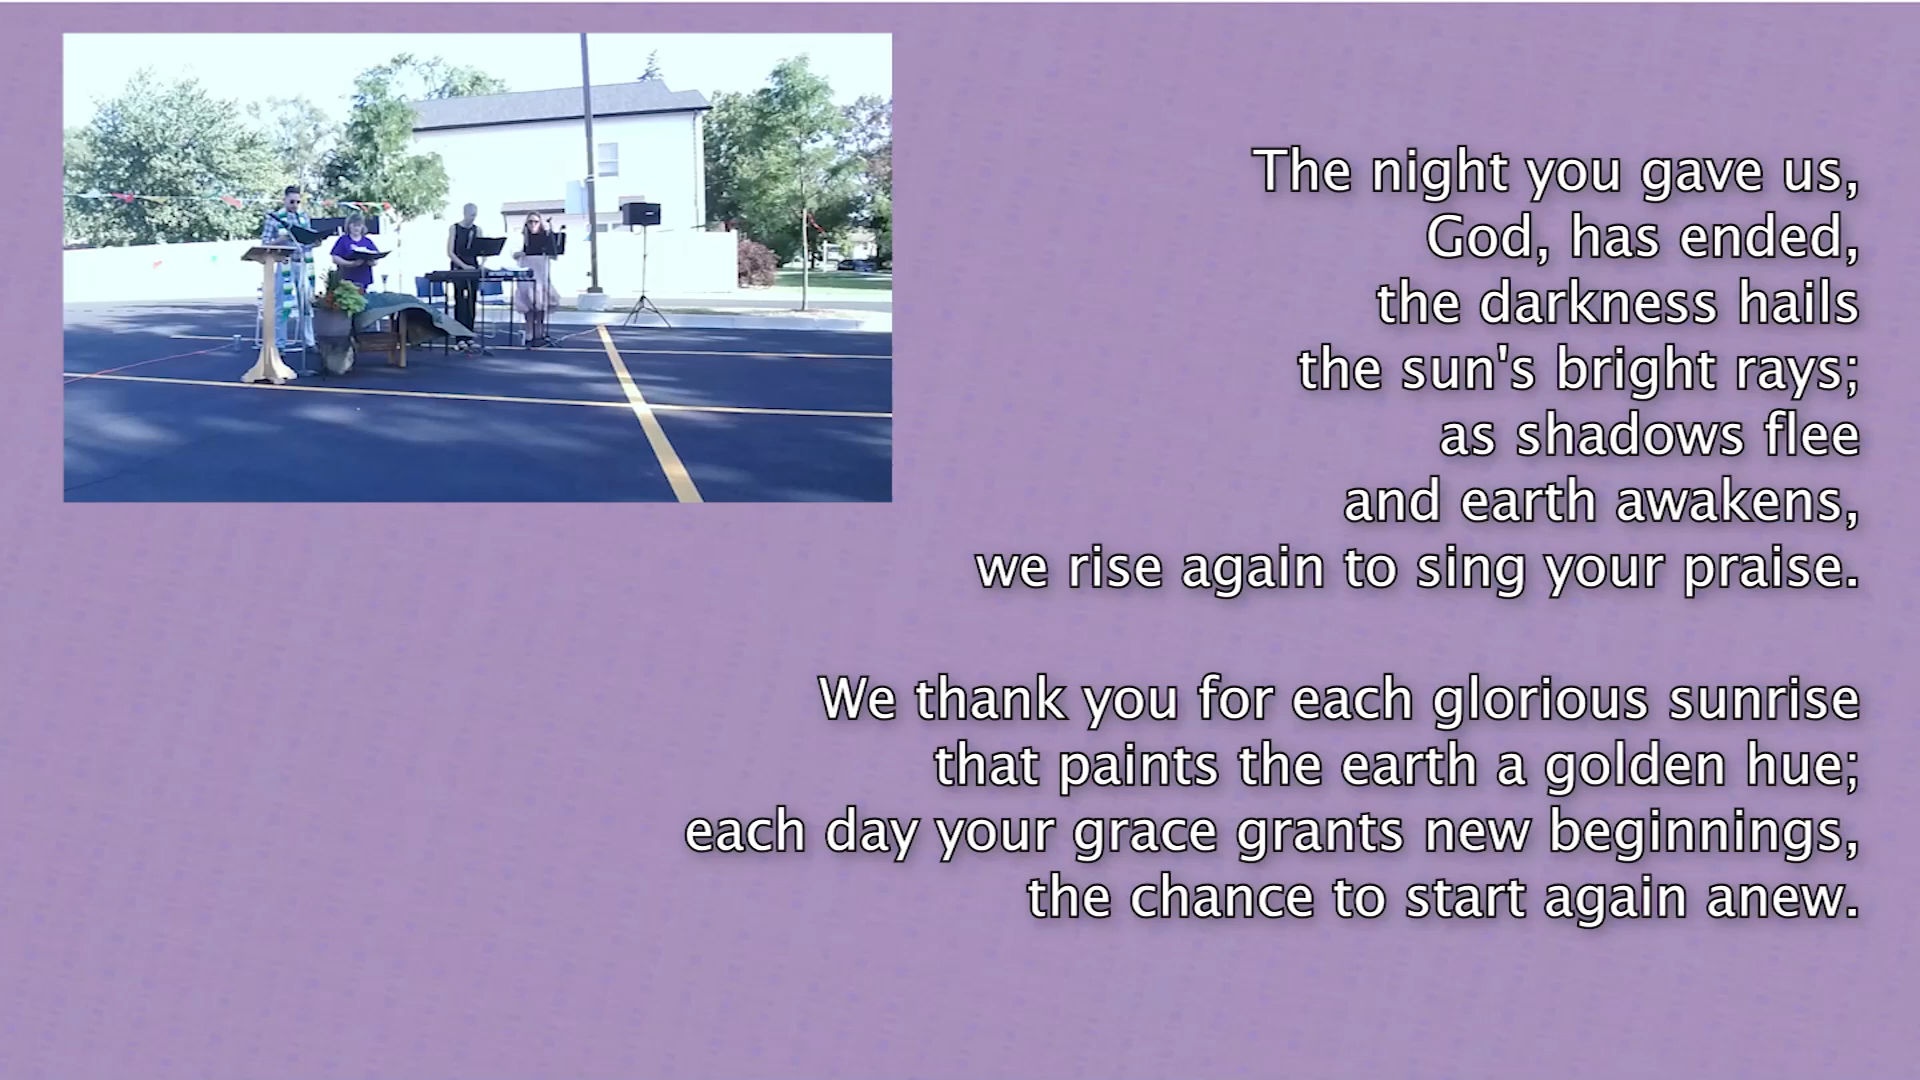 The night you gave us,
God, has ended,
the darkness hails
the sun's bright rays;
as shadows flee
and earth awakens,
we rise again to sing your praise.
We thank you for each glorious sunrise
that paints the earth a golden hue;
each day your grace grants new beginnings,
the chance to start again anew.